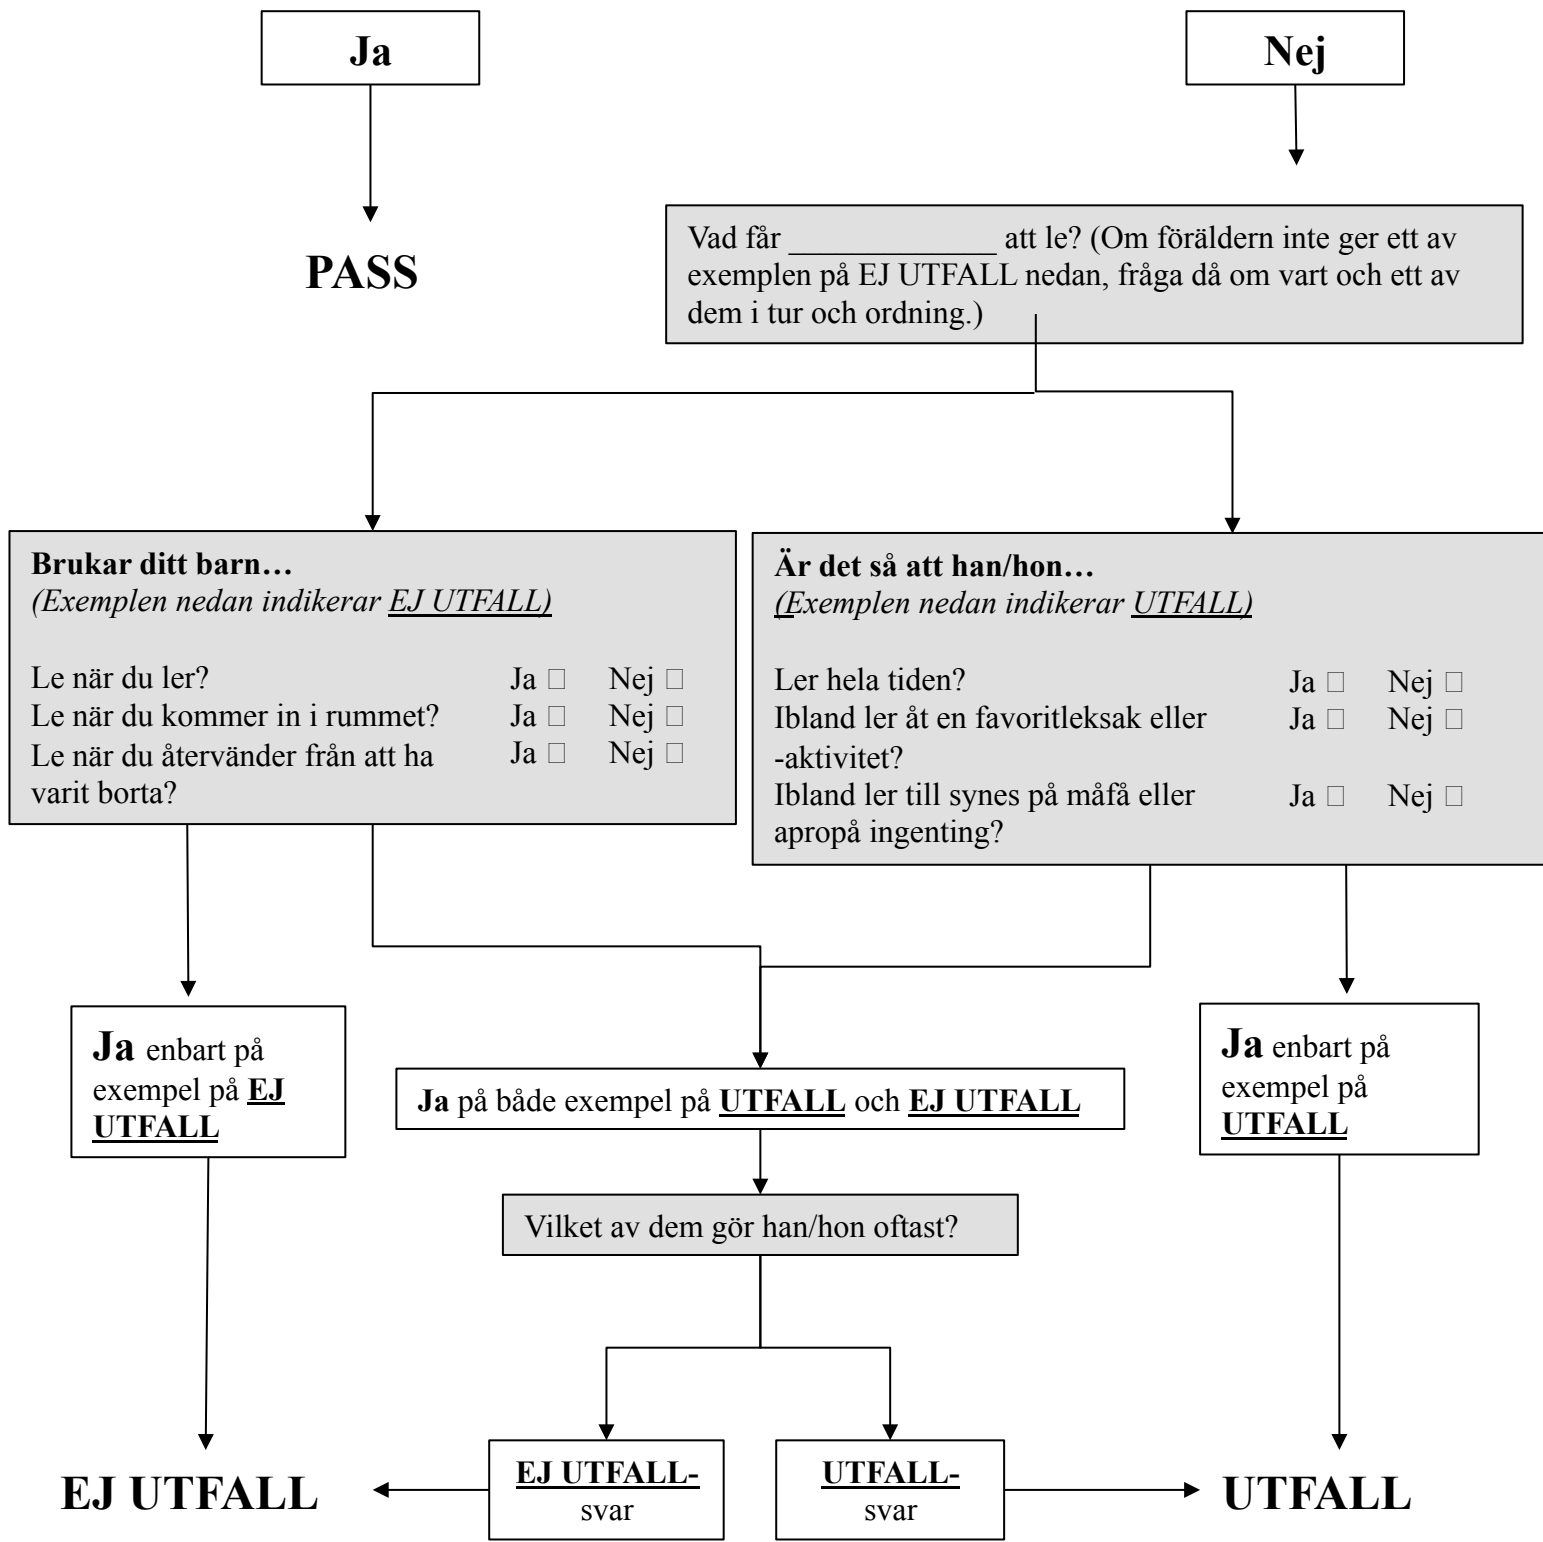 Ja
Nej
PASS
Vad får _____________ att le? (Om föräldern inte ger ett av
exemplen på EJ UTFALL nedan, fråga då om vart och ett av
dem i tur och ordning.)
Brukar ditt barn…
(Exemplen nedan indikerar EJ UTFALL)
Le när du ler? Ja □ Nej □
Le när du kommer in i rummet? Ja □ Nej □
Le när du återvänder från att ha Ja □ Nej □
varit borta?
Är det så att han/hon…
(Exemplen nedan indikerar UTFALL)
Ler hela tiden? Ja □ Nej □
Ibland ler åt en favoritleksak eller Ja □ Nej □
-aktivitet?
Ibland ler till synes på måfå eller Ja □ Nej □
apropå ingenting?
Ja enbart på
exempel på EJ
UTFALL
Ja på både exempel på UTFALL och EJ UTFALL
Ja enbart på
exempel på
UTFALL
Vilket av dem gör han/hon oftast?
EJ UTFALL
EJ UTFALL-
svar
UTFALL-
svar
UTFALL